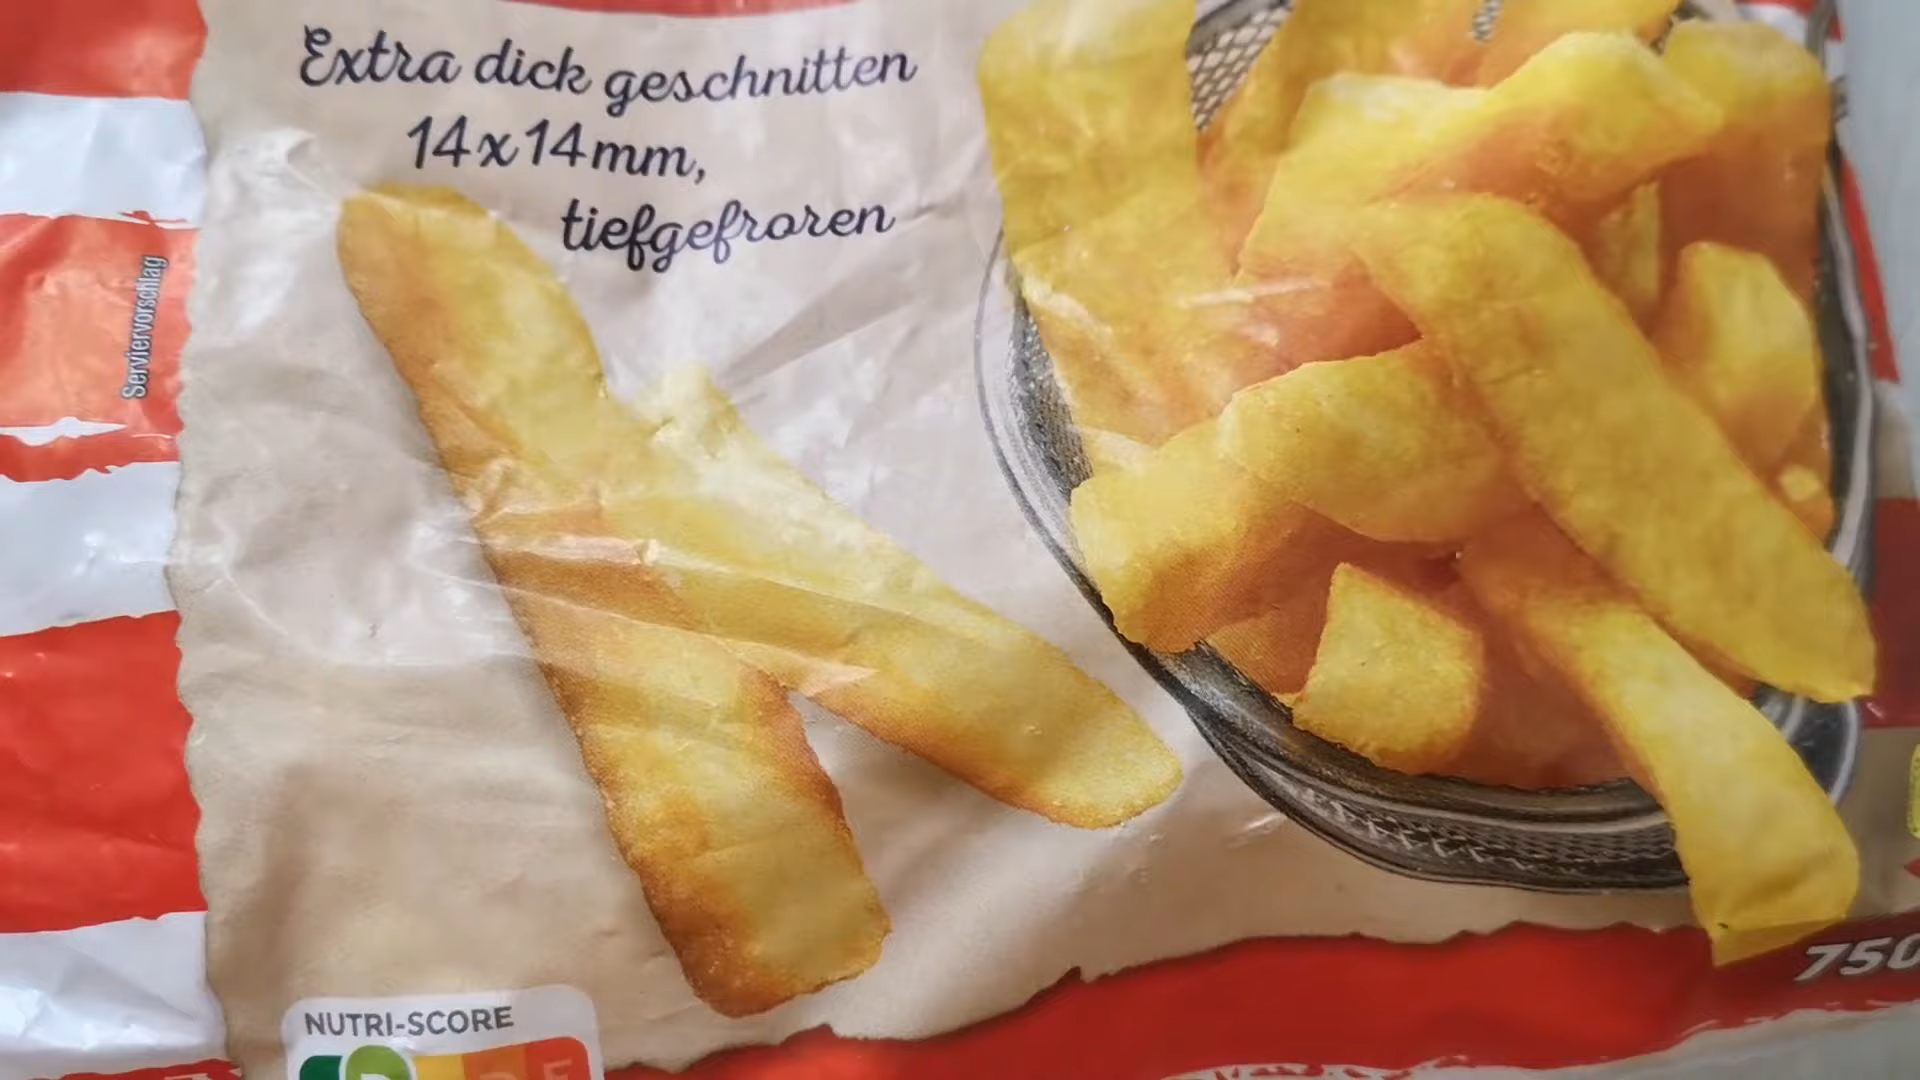 Extra dick geschnitten
14x14mm,
tiefgefroren
Serviervorschlag
750
NUTRI-SCORE